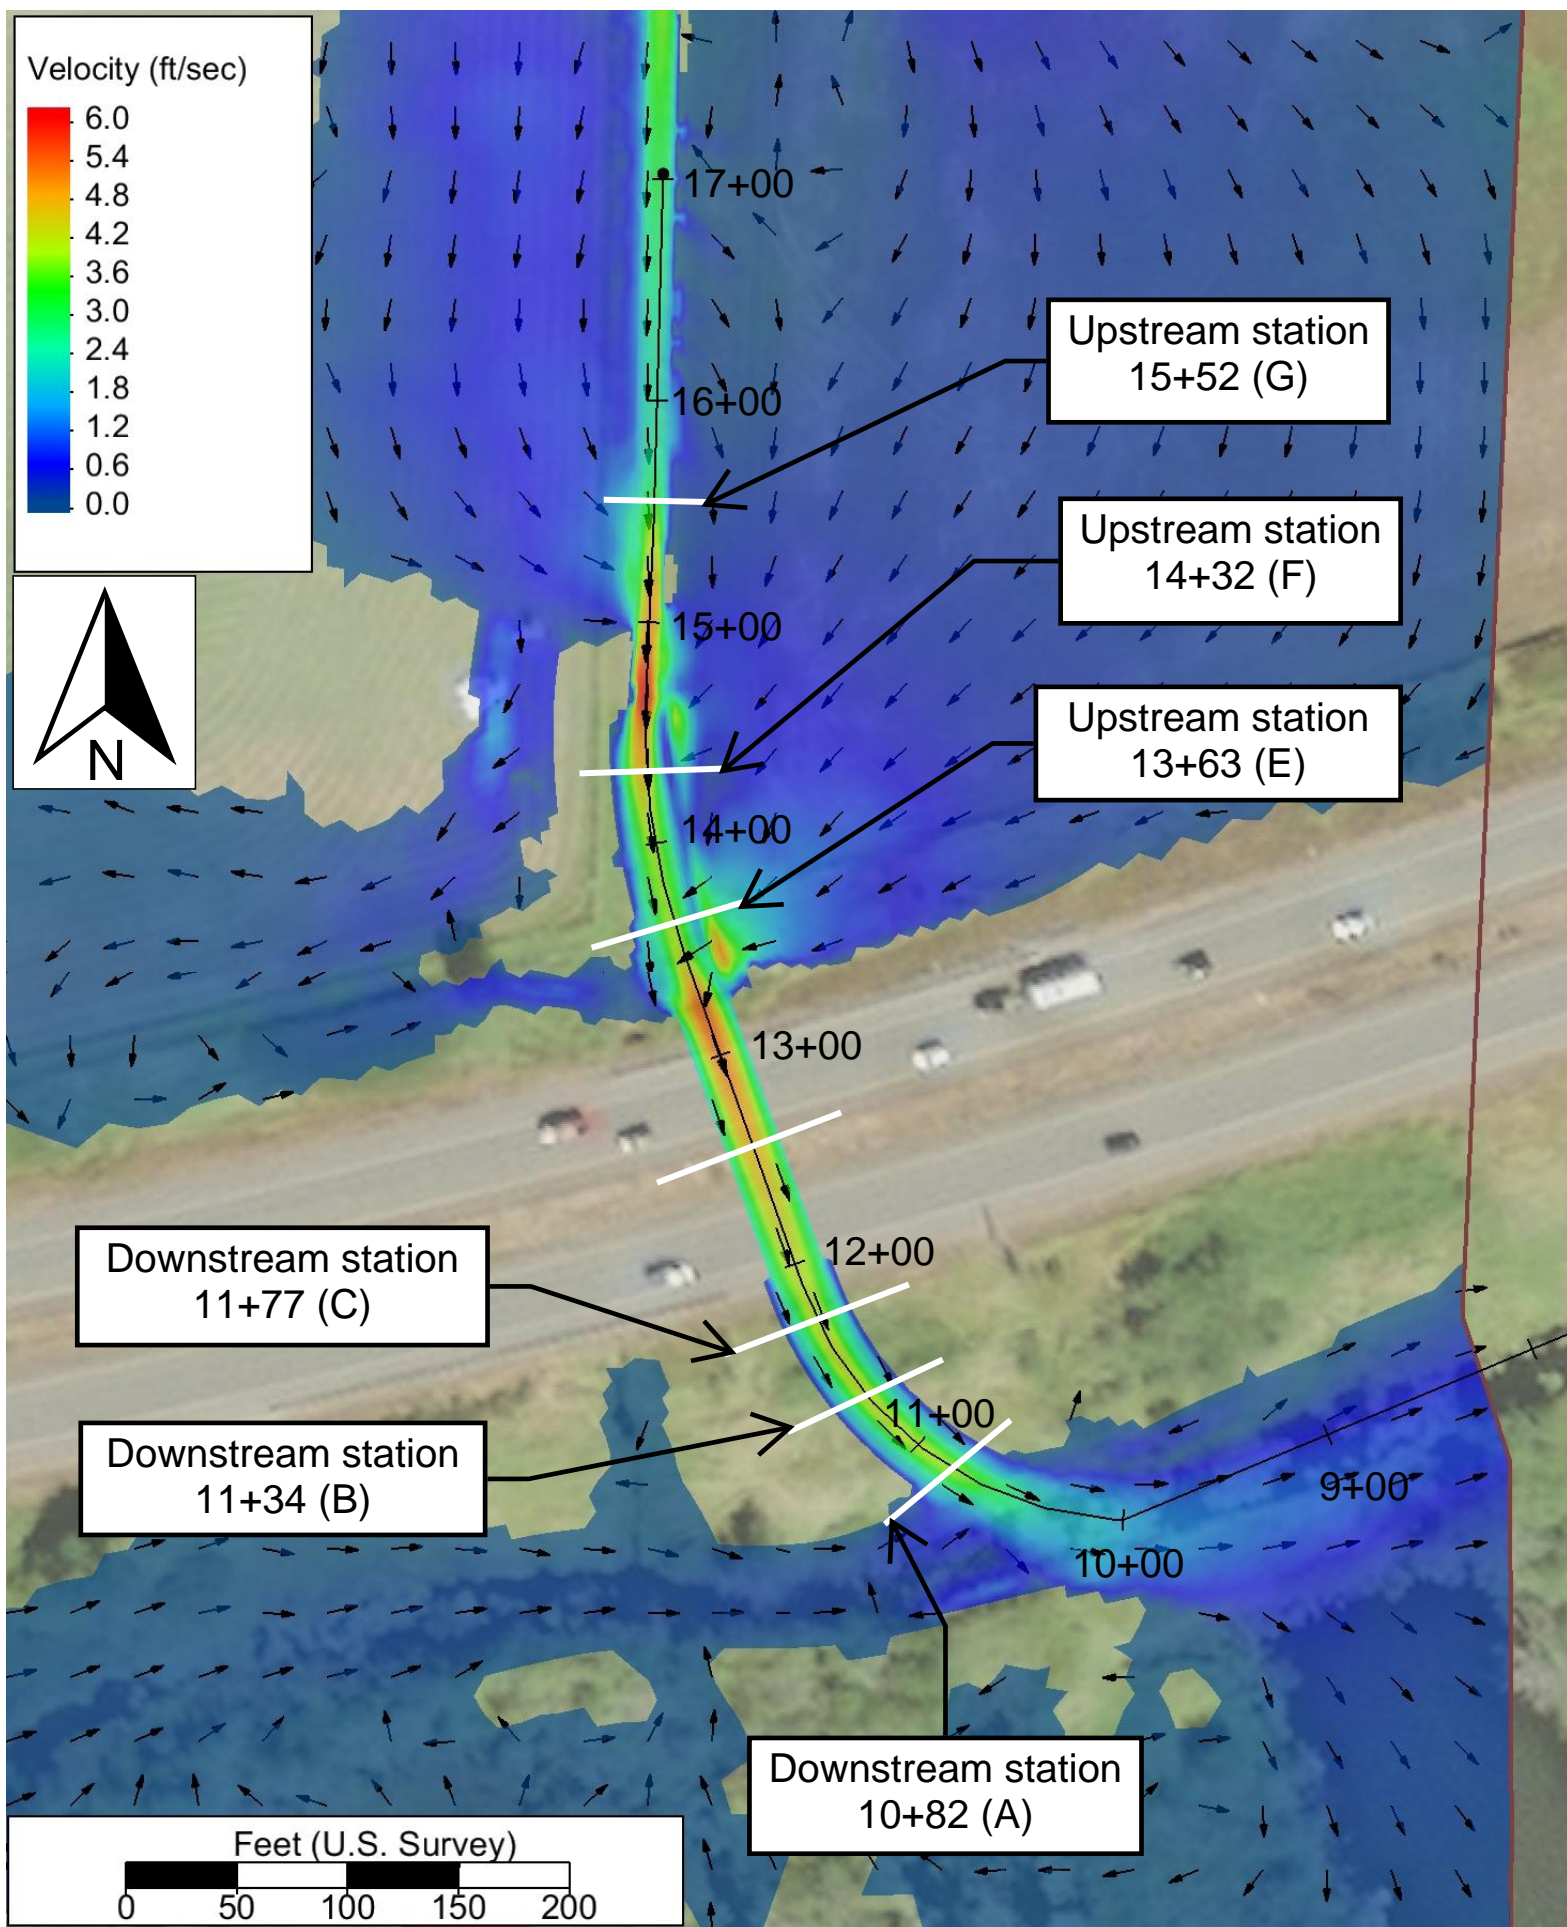 Velocity (ft/sec)
6.0
5.4
4.8
4.2
3.6
3.0
2.4
1.8
1.2
0.6
0.0
N
17+00
Upstream station
15+52 (G)
16+00
Upstream station
14+32 (F)
15+00
Upstream station
13+63 (E)
14+00
13+00
Downstream station
11+77 (C)
12+00
Downstream station
11+34 (B)
11+00
9+00
10+00
Downstream station
10+82 (A)
Feet (U.S. Survey)
0 50 100 150 200